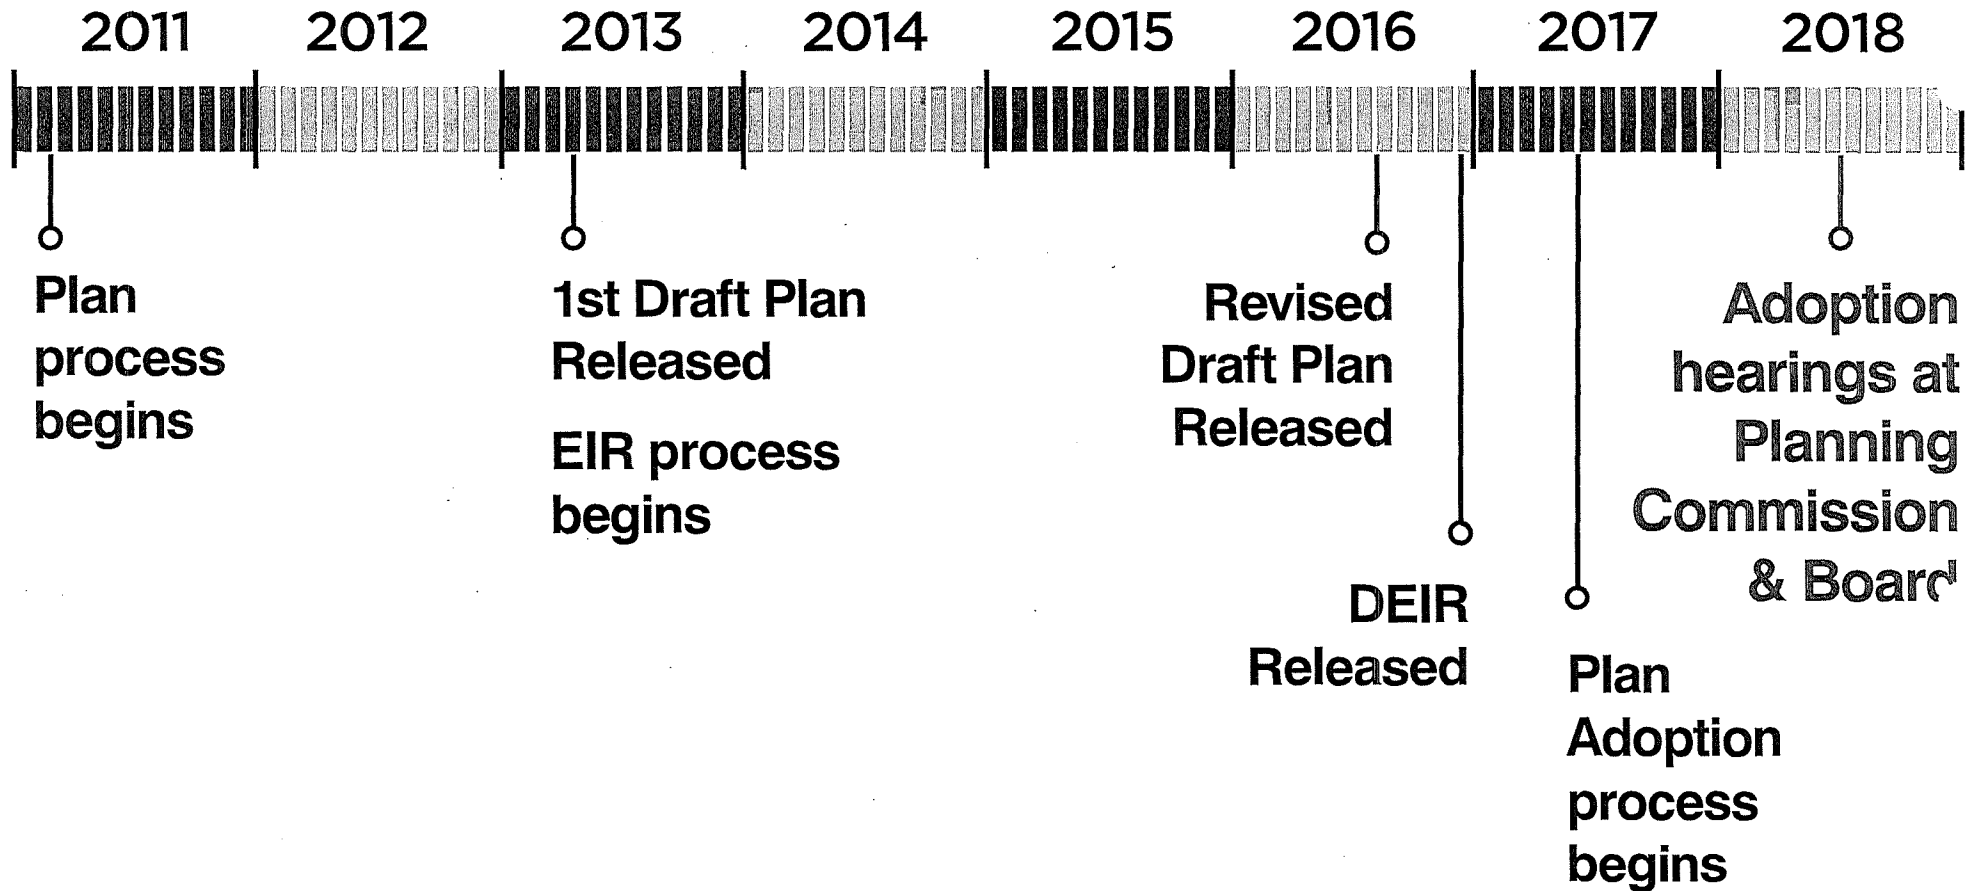 2011 2012 2013 2014 2015 2016 2017 2018
Plan
process
begins
1st Draft Plan
Released
EIR process
begins
Revised
Draft Plan
Released
DEIR
Released
Plan
Adoption
process
begins
Adoption
hearings at
Planning
Commission
& Board